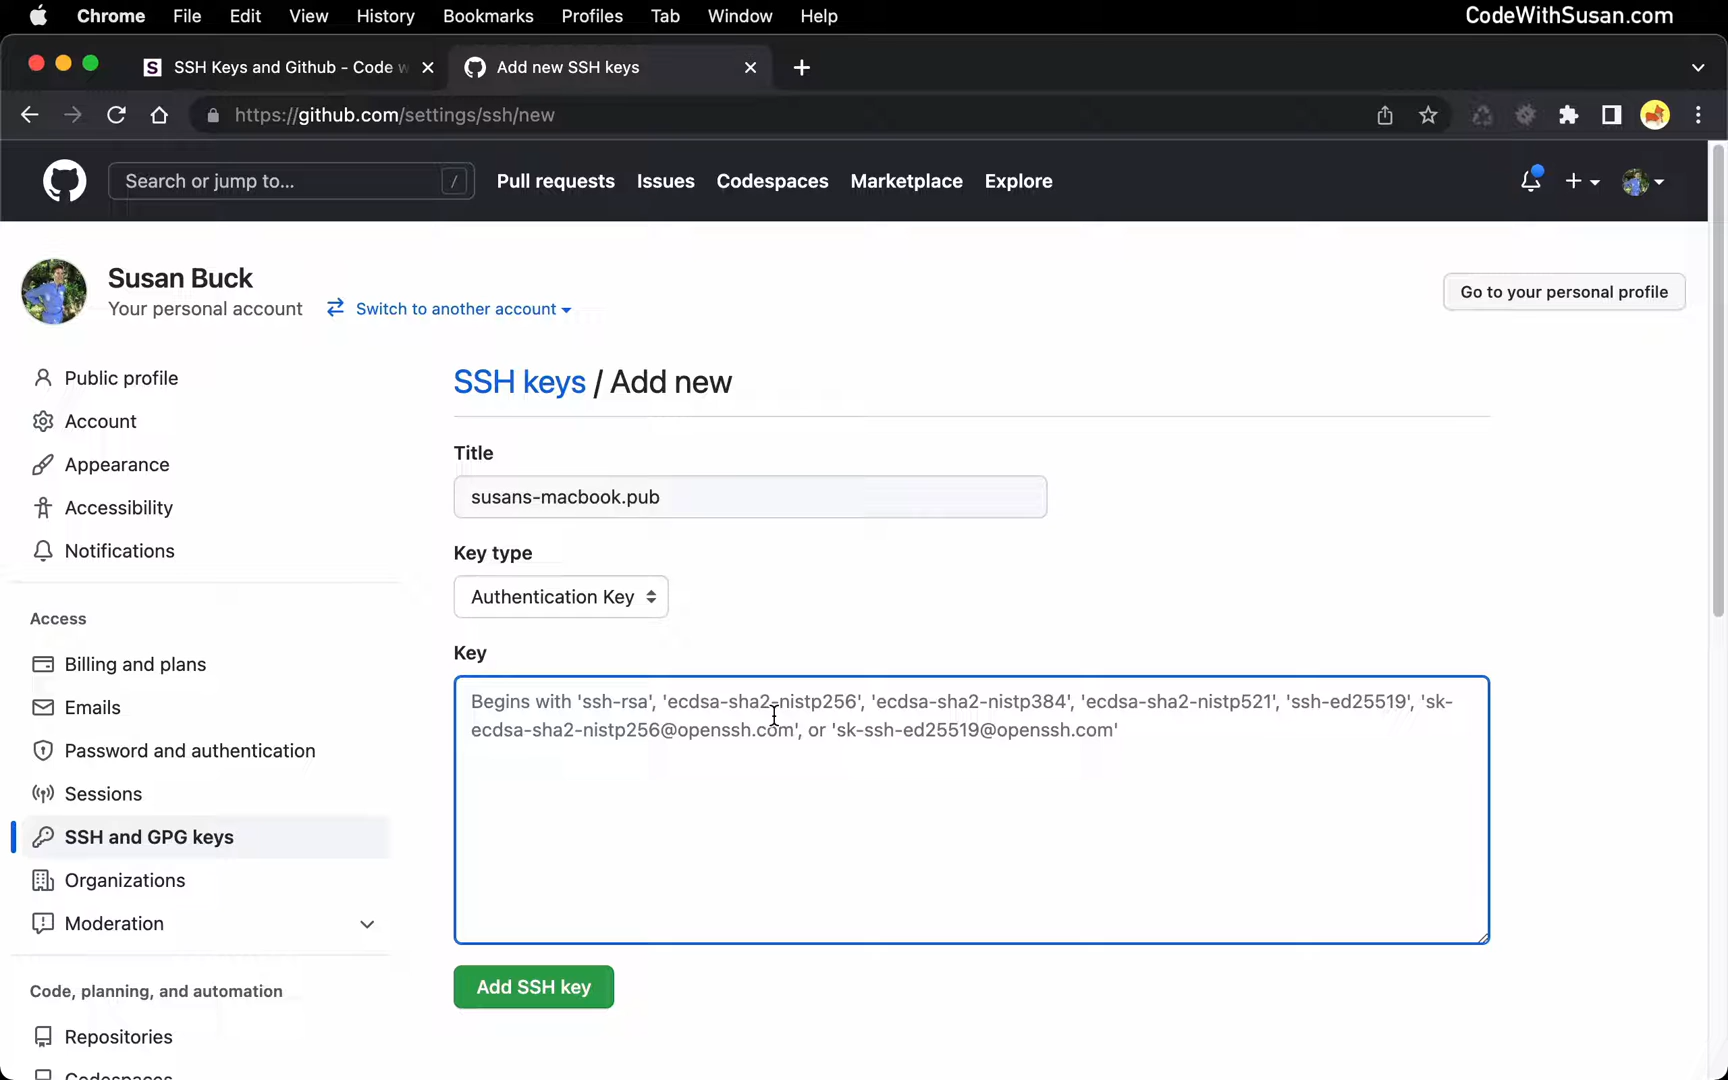 Chrome File Edit View History Bookmarks Profiles Tab Window Help CodeWithSusan.com
S SSH Keys and Github - Code w Add new SSH keys
https://github.com/settings/ssh/new
Search or jump to... / Pull requests Issues Codespaces Marketplace Explore
Susan Buck
Your personal account Switch to another account
Go to your personal profile
Public profile
Account
Appearance
Accessibility
Notifications
Access
Billing and plans
Emails
Password and authentication
Sessions
SSH and GPG keys
Organizations
Moderation
Code, planning, and automation
Repositories
Codespaces
SSH keys / Add new
Title
susans-macbook.pub
Key type
Authentication Key
Key
Begins with 'ssh-rsa', 'ecdsa-sha2-nistp256', 'ecdsa-sha2-nistp384', 'ecdsa-sha2-nistp521', 'ssh-ed25519', 'sk-
ecdsa-sha2-nistp256@openssh.com', or 'sk-ssh-ed25519@openssh.com'
Add SSH key